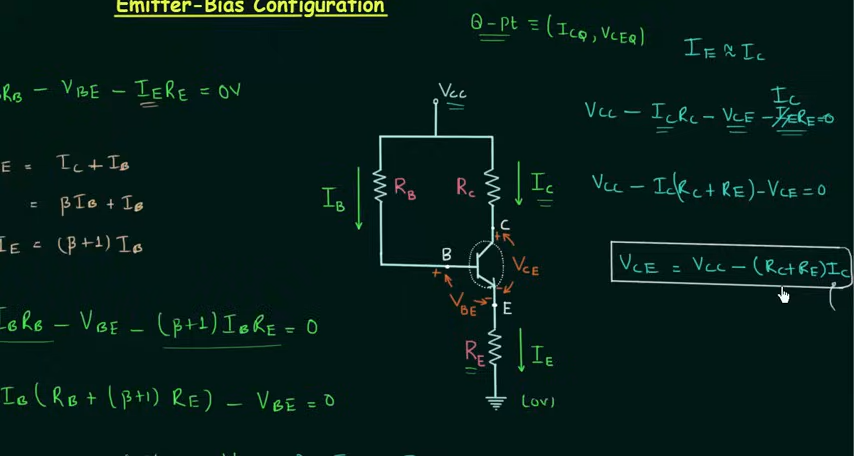 Emitter-Bias Configuration
Q-pt ≡ (ICQ, VCEQ)
IE ≈ IC
RB - VBE - IERE = 0V
E = IC + IB
= βIB + IB
IE = (β+1) IB
IBRB - VBE - (β+1) IBRE = 0
IB (RB + (β+1) RE) - VBE = 0
VCC
IB
RB
RC
IC
C
B
+
+
VCE
-
VBE
-
E
RE
IE
(0V)
IC
VCC - ICRC - VCE - IERE=0
VCC - IC(RC + RE) - VCE = 0
VCE = VCC - (RC+RE)IC